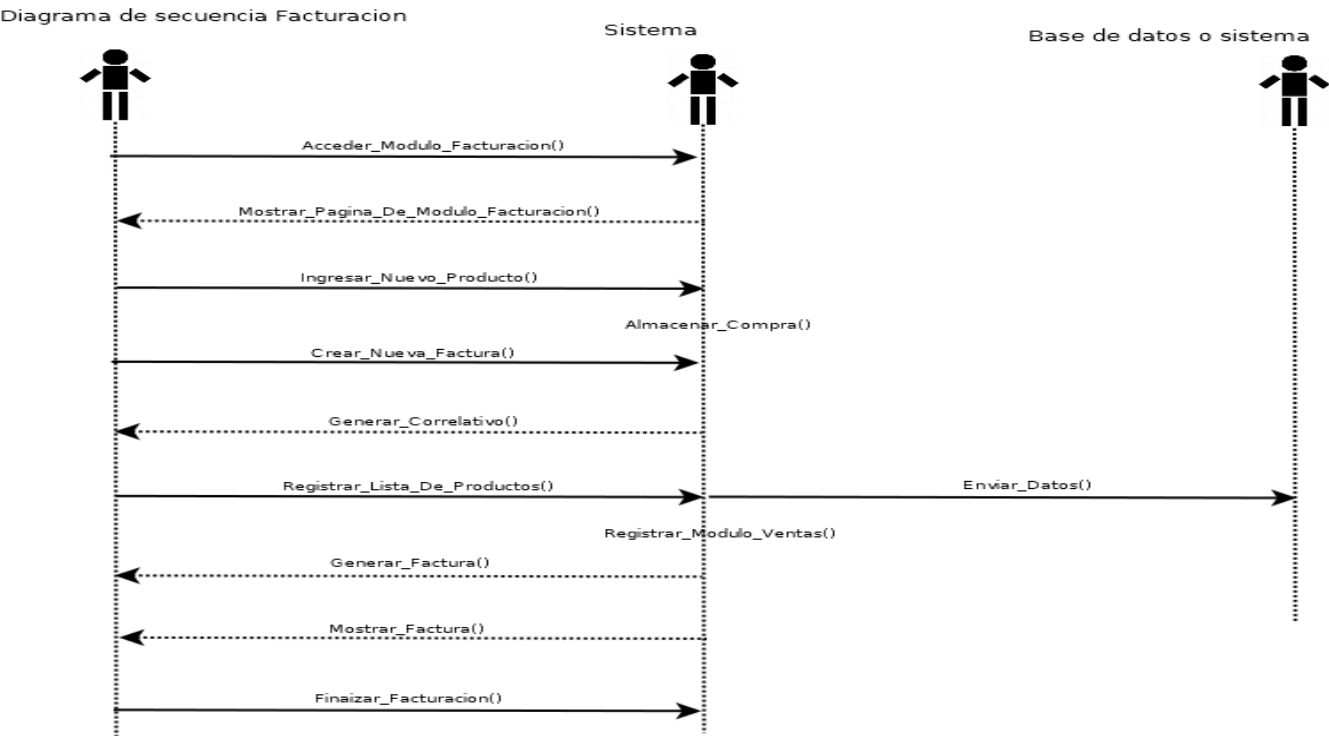 Diagrama de secuencia Facturacion
Sistema
Base de datos o sistema
Acceder_Modulo_Facturacion()
Mostrar_Pagina_De_Modulo_Facturacion()
Ingresar_Nuevo_Producto()
Almacenar_Compra()
Crear_Nueva_Factura()
Generar_Correlativo()
Registrar_Lista_De_Productos()
Enviar_Datos()
Registrar_Modulo_Ventas()
Generar_Factura()
Mostrar_Factura()
Finaizar_Facturacion()